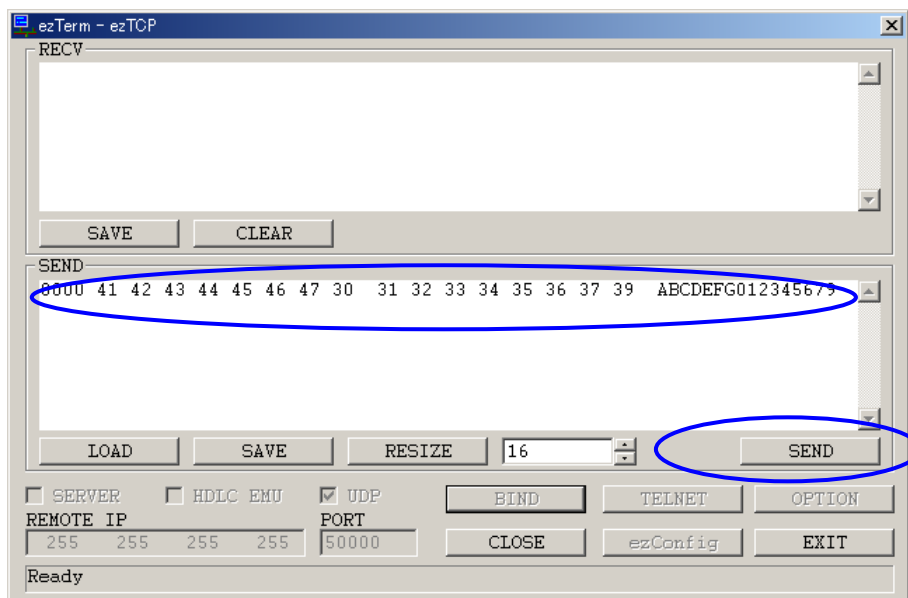 ezTerm - ezTCP
RECV
SAVE CLEAR
SEND
0000 41 42 43 44 45 46 47 30 31 32 33 34 35 36 37 39 ABCDEFG012345679
LOAD SAVE RESIZE 16 SEND
SERVER HDLC EMU UDP BIND TELNET OPTION
REMOTE IP PORT
255 255 255 255 50000 CLOSE ezConfig EXIT
Ready